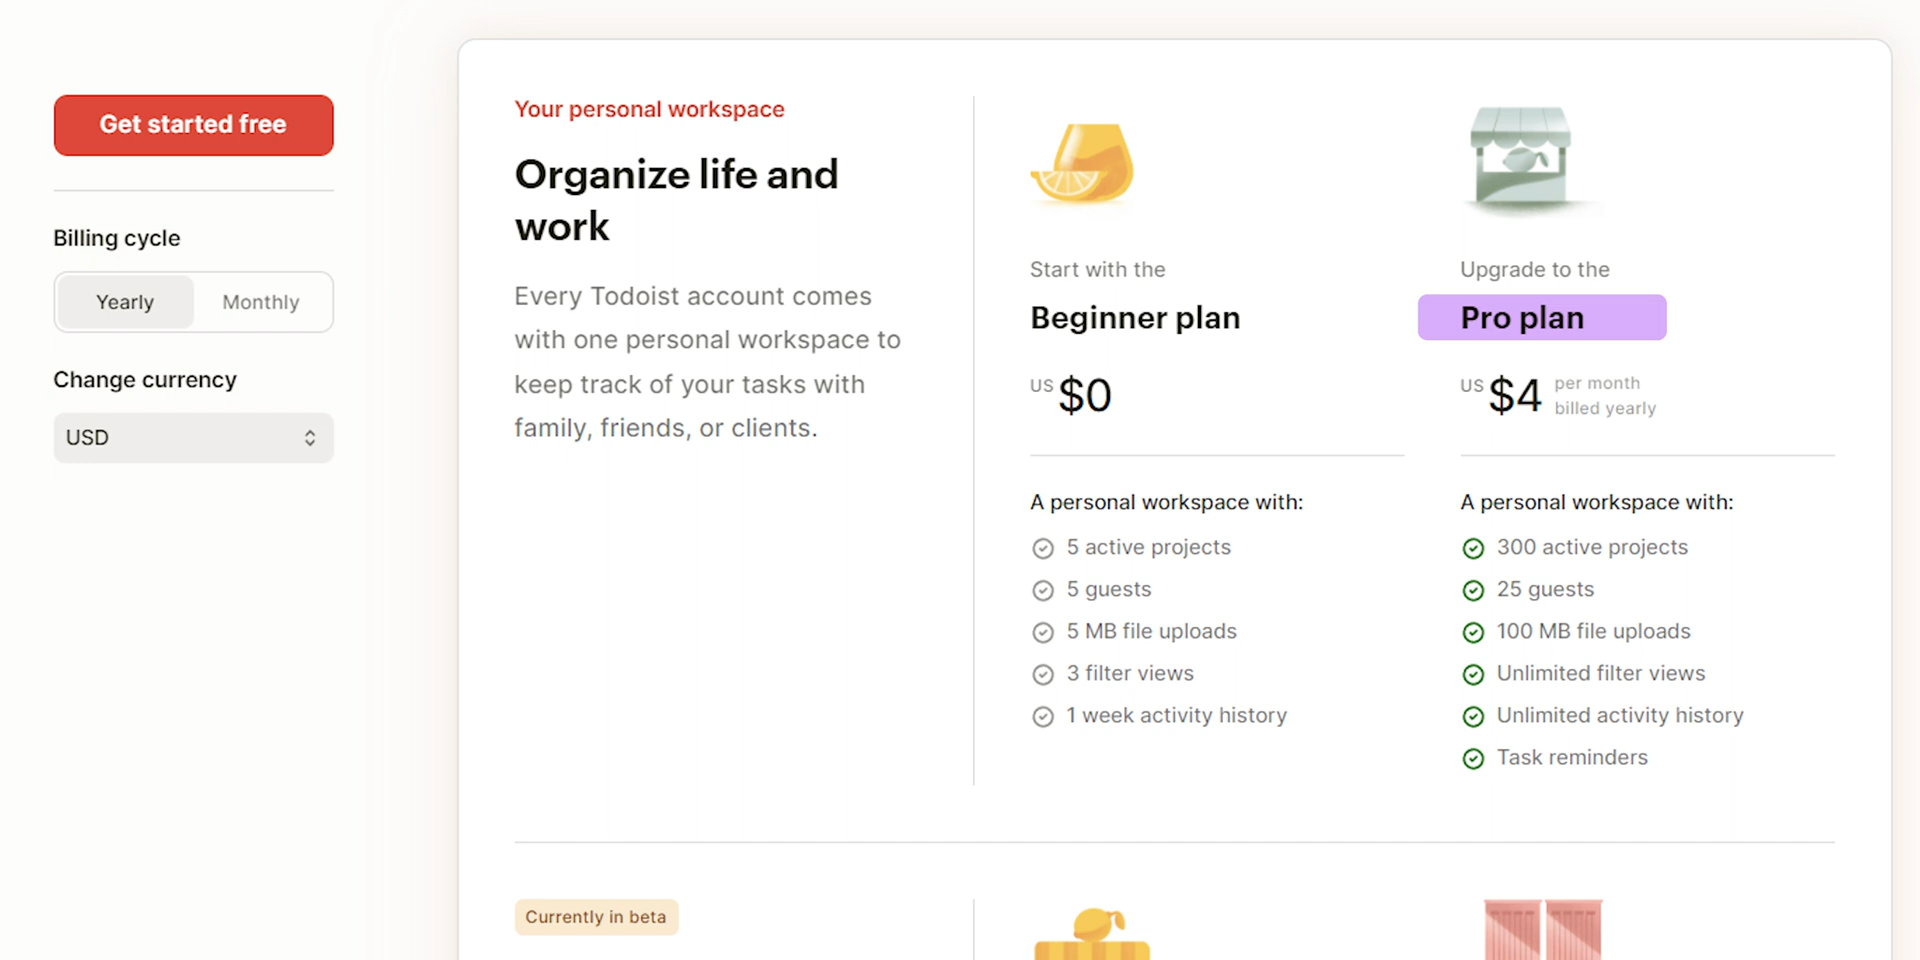 Get started free
Billing cycle
Yearly
Monthly
Change currency
USD
Your personal workspace
Organize life and
work
Every Todoist account comes
with one personal workspace to
keep track of your tasks with
family, friends, or clients.
Start with the
Beginner plan
US $0
A personal workspace with:
5 active projects
5 guests
5 MB file uploads
3 filter views
1 week activity history
Upgrade to the
Pro plan
US $4 per month
billed yearly
A personal workspace with:
300 active projects
25 guests
100 MB file uploads
Unlimited filter views
Unlimited activity history
Task reminders
Currently in beta